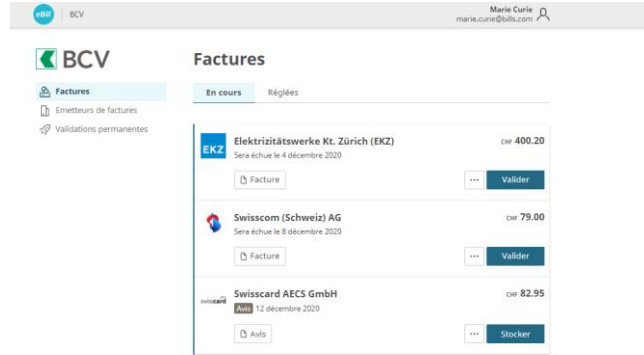 eBill BCV
Marie Curie
marie.curie@bills.com
BCV
Factures
Emetteurs de factures
Validations permanentes
Factures
En cours Réglées
EKZ
Elektrizitätswerke Kt. Zürich (EKZ) CHF 400.20
Sera échue le 4 décembre 2020
Facture ... Valider
Swisscom (Schweiz) AG CHF 79.00
Sera échue le 8 décembre 2020
Facture ... Valider
swisscard
Swisscard AECS GmbH CHF 82.95
Avis 12 décembre 2020
Avis ... Stocker